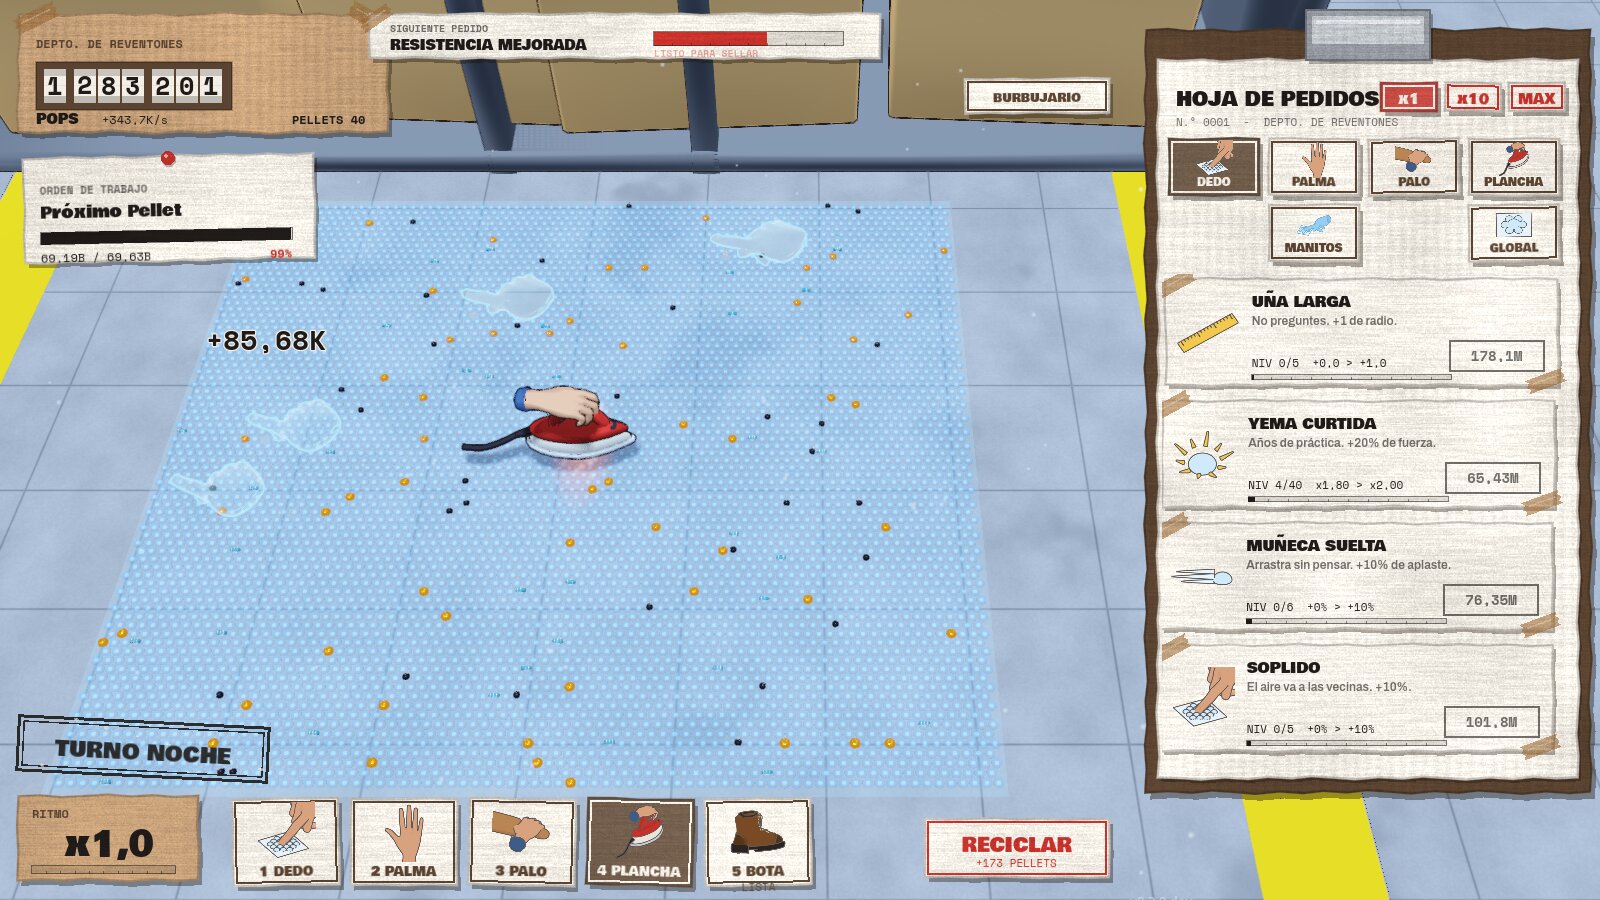 DEPTO. DE REVENTONES
1 283 201
POPS +343,7K/s PELLETS 40
SIGUIENTE PEDIDO
RESISTENCIA MEJORADA
LISTO PARA SELLAR
BURBUJARIO
ORDEN DE TRABAJO
Próximo Pellet
69,19B / 69,63B 99%
+85,68K
TURNO NOCHE
RITMO
x1,0
1 DEDO
2 PALMA
3 PALO
4 PLANCHA
5 BOTA
LISTA
RECICLAR
+173 PELLETS
HOJA DE PEDIDOS x1 x10 MAX
N.° 0001 - DEPTO. DE REVENTONES
DEDO PALMA PALO PLANCHA
MANITOS GLOBAL
UÑA LARGA
No preguntes. +1 de radio.
NIV 0/5 +0,0 > +1,0
178,1M
YEMA CURTIDA
Años de práctica. +20% de fuerza.
NIV 4/40 x1,80 > x2,00
65,43M
MUÑECA SUELTA
Arrastra sin pensar. +10% de aplaste.
NIV 0/6 +0% > +10%
76,35M
SOPLIDO
El aire va a las vecinas. +10%.
NIV 0/5 +0% > +10%
101,8M